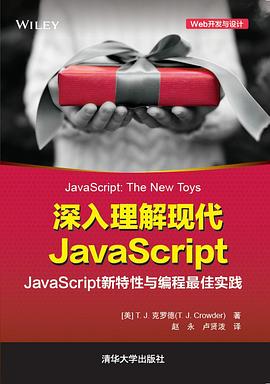 WILEY
Web开发与设计
JavaScript: The New Toys
深入理解现代
JavaScript
JavaScript新特性与编程最佳实践
[美] T. J. 克罗德(T. J. Crowder) 著
赵 永 卢贤泼 译
清华大学出版社